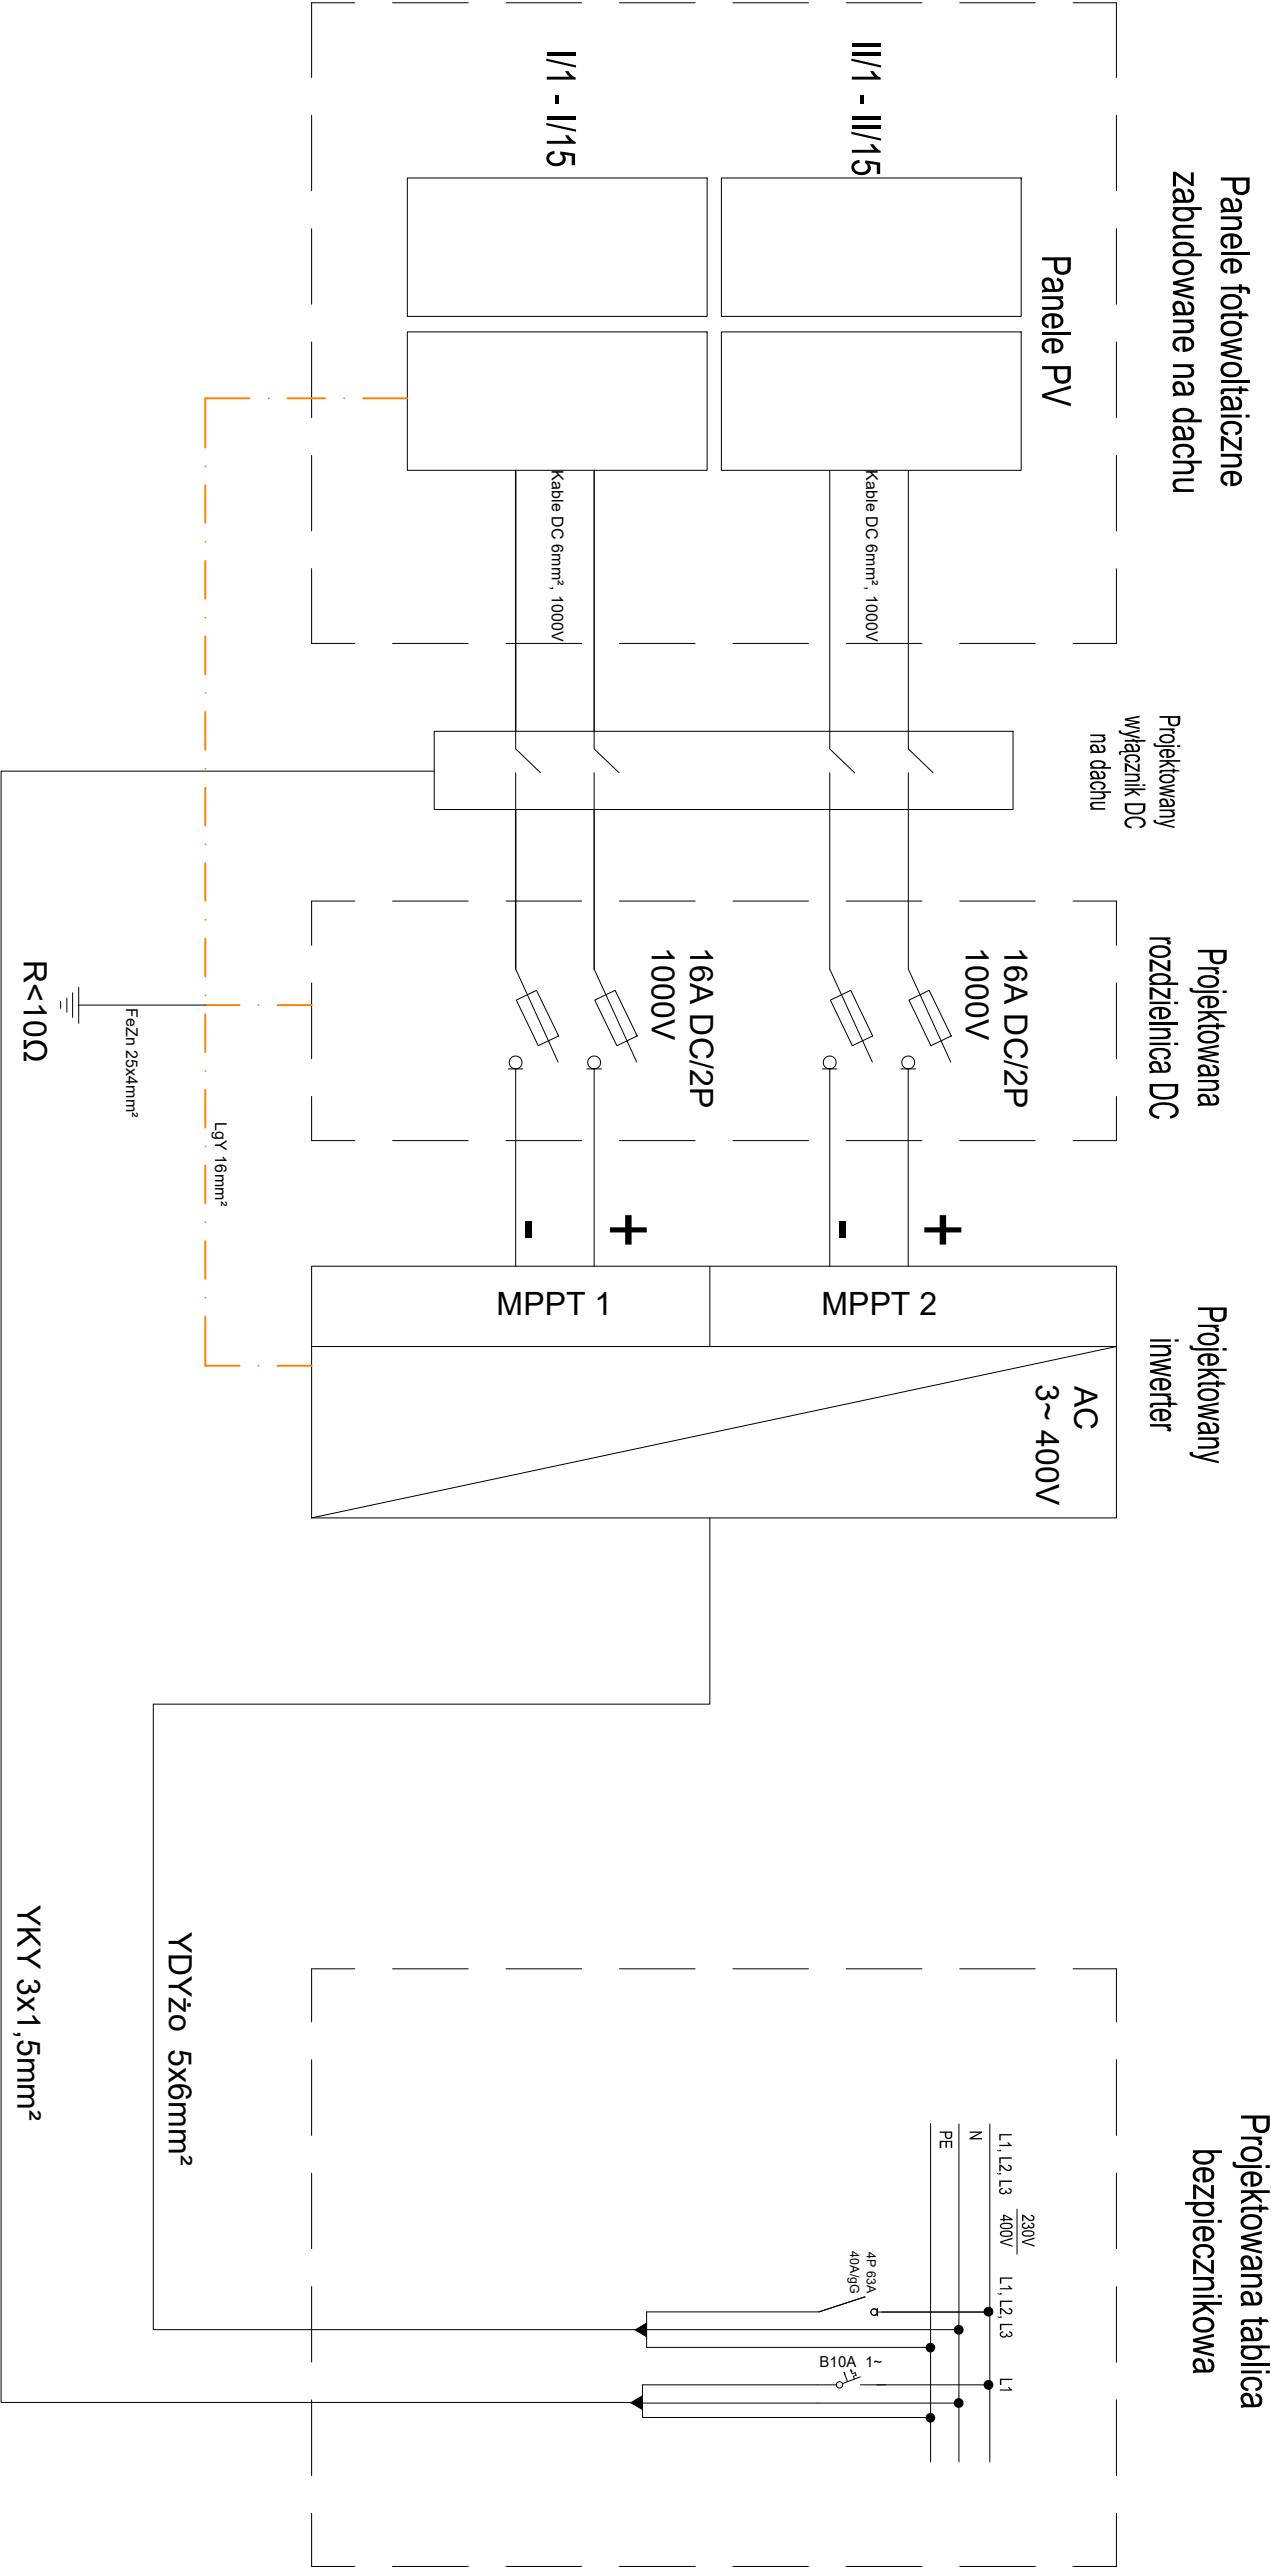 Panele fotowoltaiczne
zabudowane na dachu
Projektowany
wyłącznik DC
na dachu
Projektowana
rozdzielnica DC
Projektowany
inwerter
Projektowana tablica
bezpiecznikowa
Panele PV
II/1 - II/15
I/1 - I/15
Kable DC 6mm², 1000V
Kable DC 6mm², 1000V
16A DC/2P
1000V
16A DC/2P
1000V
+
-
+
-
MPPT 2
MPPT 1
AC
3~ 400V
230V
L1, L2, L3 400V L1, L2, L3 L1
N
PE
4P 63A
40A/gG
B10A 1~
LgY 16mm²
FeZn 25x4mm²
R<10Ω
YDYżo 5x6mm²
YKY 3x1,5mm²